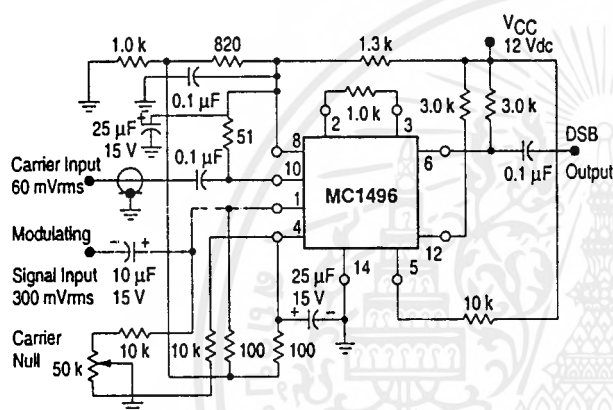 1.0 k
820
1.3 k
VCC
12 Vdc
0.1 µF
25 µF
+
15 V
51
1.0 k
3.0 k
3.0 k
2
3
8
0.1 µF
Carrier Input
60 mVrms
10
MC1496
6
DSB
Output
0.1 µF
1
4
Modulating
Signal Input
300 mVrms
- +
10 µF
15 V
14
5
12
25 µF
15 V
+ -
10 k
Carrier
Null
50 k
10 k
10 k
100
100